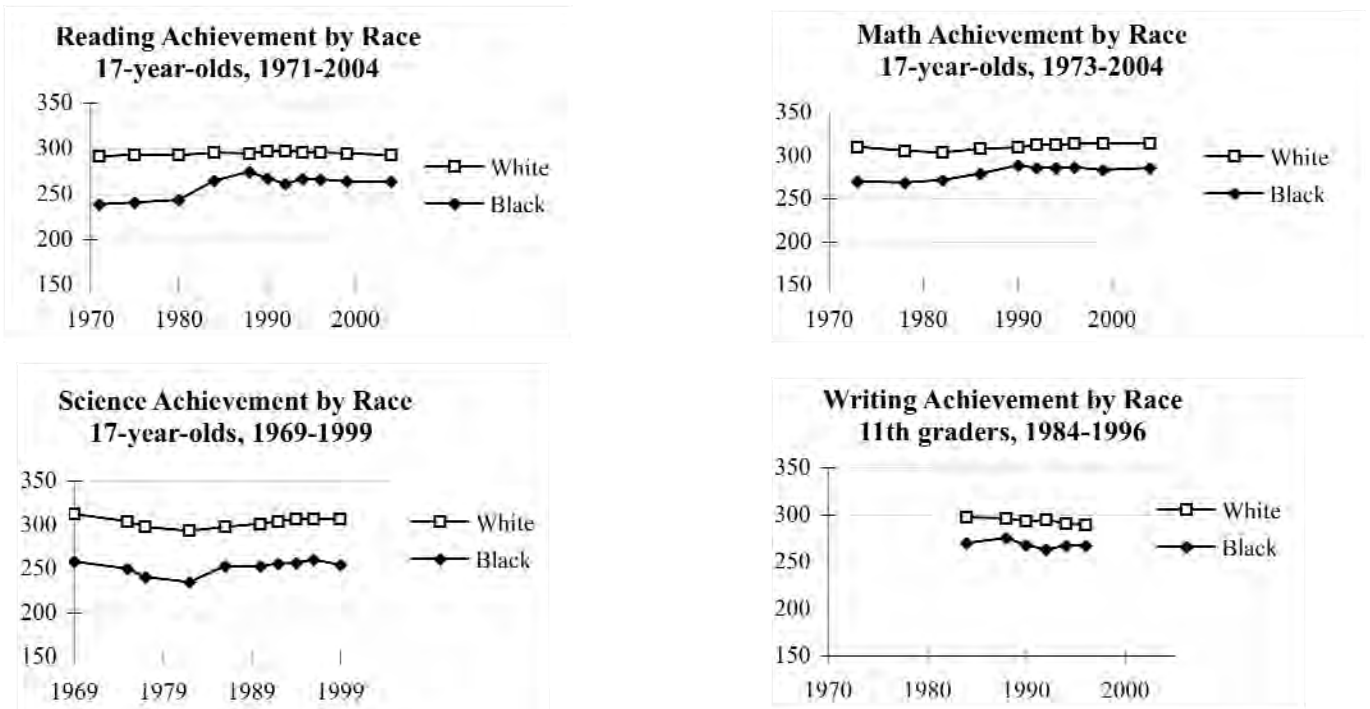 Reading Achievement by Race
17-year-olds, 1971-2004
350
300
250
200
150
1970 1980 1990 2000
White
Black
Math Achievement by Race
17-year-olds, 1973-2004
350
300
250
200
150
1970 1980 1990 2000
White
Black
Science Achievement by Race
17-year-olds, 1969-1999
350
300
250
200
150
1969 1979 1989 1999
White
Black
Writing Achievement by Race
11th graders, 1984-1996
350
300
250
200
150
1970 1980 1990 2000
White
Black